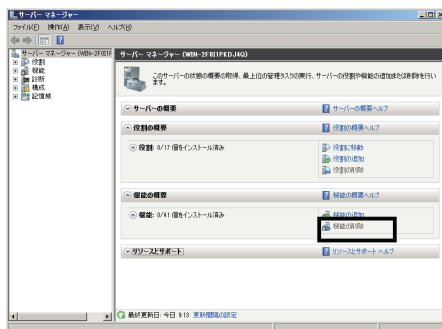 サーバー マネージャー
ファイル(F) 操作(A) 表示(V) ヘルプ(H)
サーバー マネージャー (WIN-2F0I1F
役割
機能
診断
構成
記憶域
サーバー マネージャー (WIN-2F0I1PKDJ4Q)
このサーバーの状態の概要の取得、最上位の管理タスクの実行、サーバーの役割や機能の追加または削除を行います。
サーバーの概要
サーバーの概要ヘルプ
役割の概要
役割の概要ヘルプ
役割: 0/17 個をインストール済み
役割に移動
役割の追加
役割の削除
機能の概要
機能の概要ヘルプ
機能: 0/41 個をインストール済み
機能の追加
機能の削除
リソースとサポート
リソースとサポート ヘルプ
最終更新日: 今日 9:13 更新間隔の設定